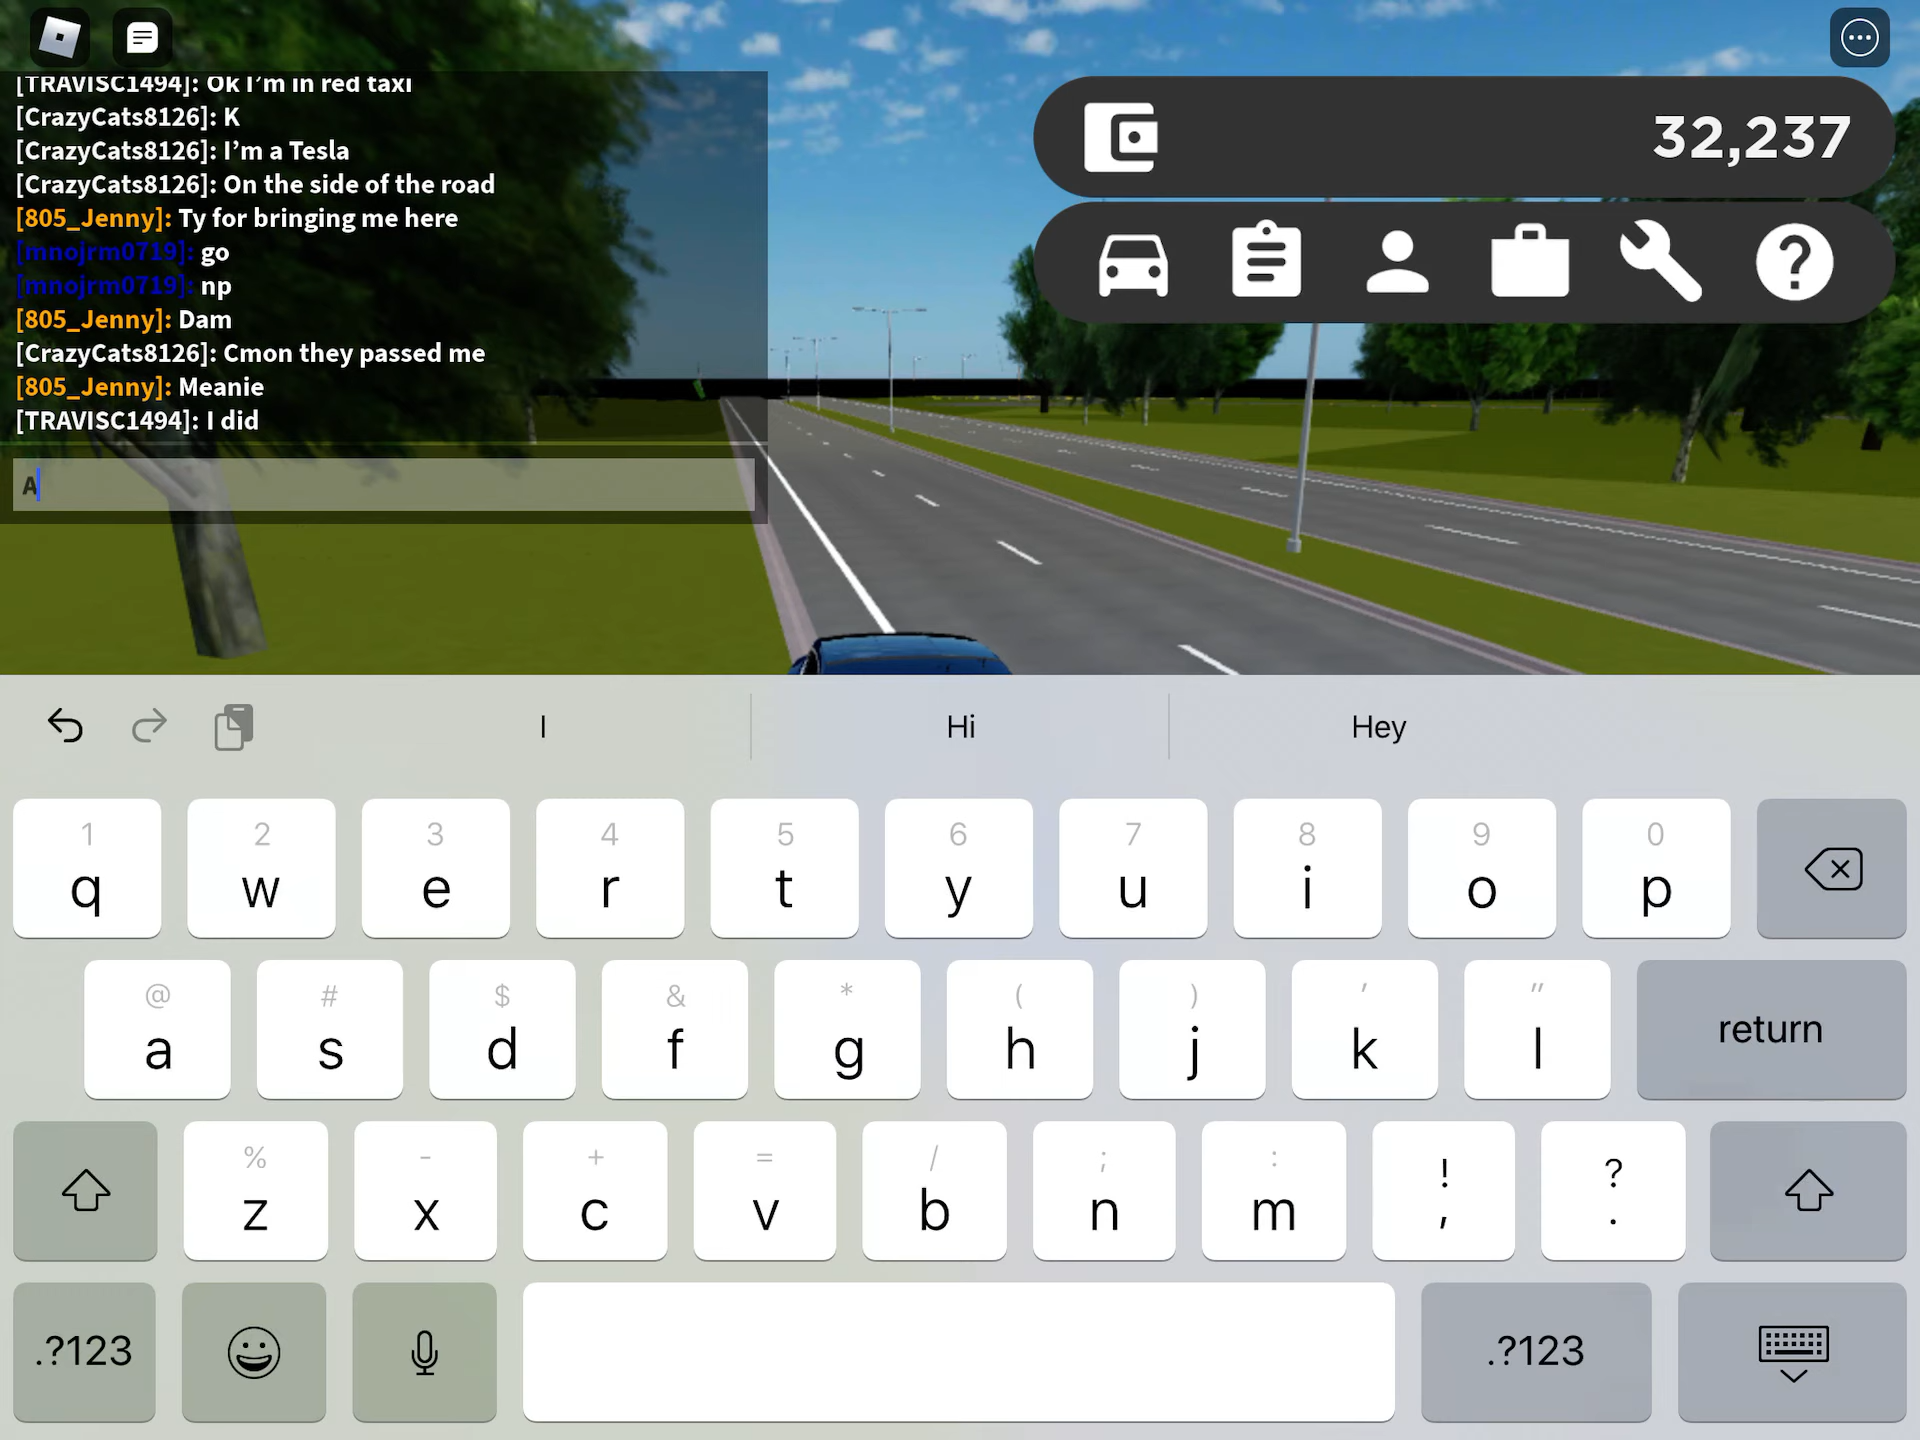 [TRAVISC1494]: Ok I’m in red taxi
[CrazyCats8126]: K
[CrazyCats8126]: I’m a Tesla
[CrazyCats8126]: On the side of the road
[805_Jenny]: Ty for bringing me here
[mnojrm0719]: go
[mnojrm0719]: np
[805_Jenny]: Dam
[CrazyCats8126]: Cmon they passed me
[805_Jenny]: Meanie
[TRAVISC1494]: I did
A
32,237
I Hi Hey
1 2 3 4 5 6 7 8 9 0
q w e r t y u i o p
@ # $ & * ( ) ' "
a s d f g h j k l return
% - + = / ; : ! ?
z x c v b n m , .
.?123 .?123